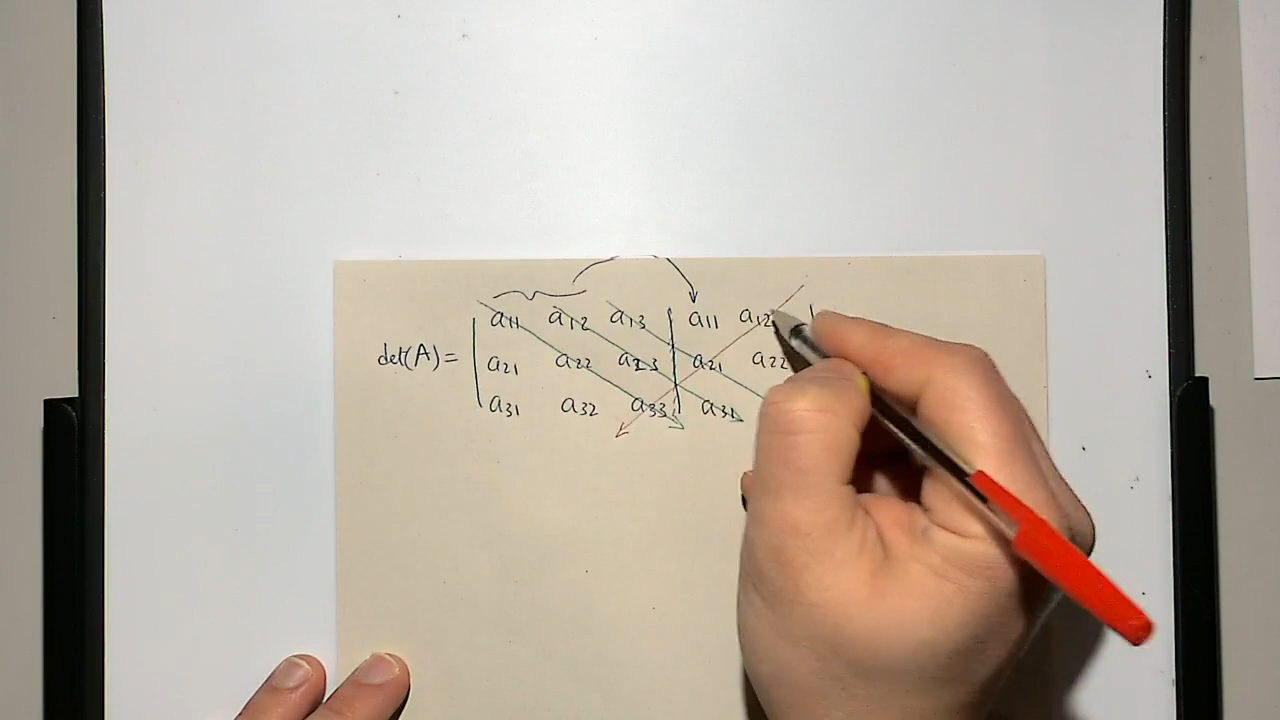 a11 a12 a13 a11 a12
det(A) = a21 a22 a23 a21 a22
a31 a32 a33 a31